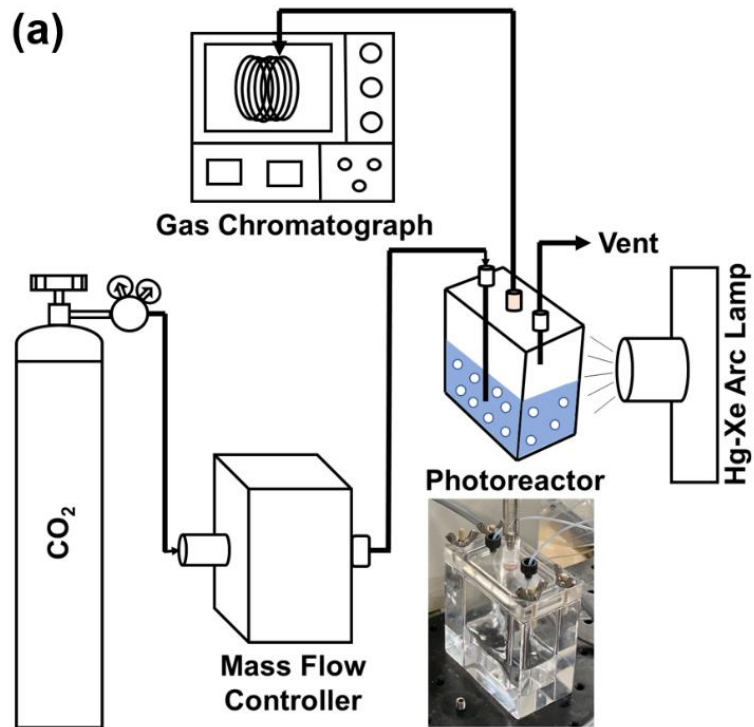 (a)
Gas Chromatograph
Vent
Hg-Xe Arc Lamp
Photoreactor
CO₂
Mass Flow
Controller